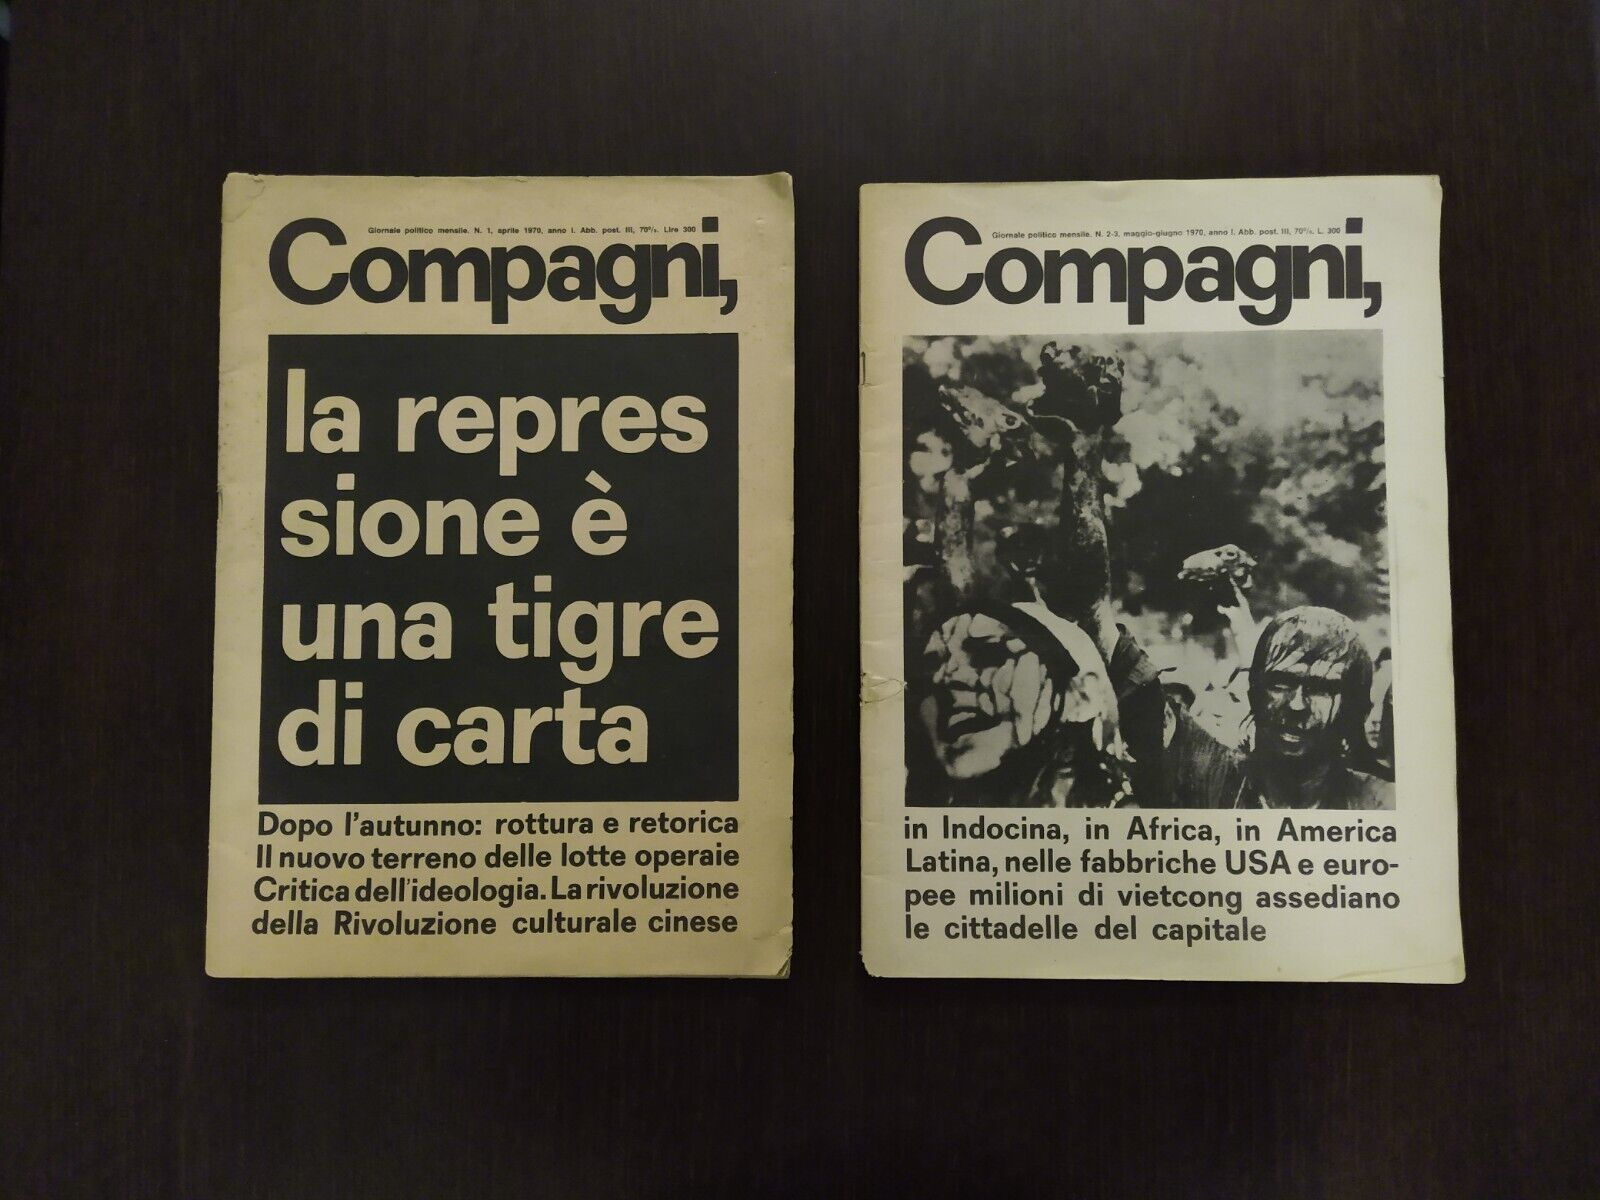 Giornale politico mensile. N. 1, aprile 1970, anno I. Abb. post. III, 70%. Lire 300
Compagni,
la repres
sione è
una tigre
di carta
Dopo l'autunno: rottura e retorica
Il nuovo terreno delle lotte operaie
Critica dell'ideologia. La rivoluzione
della Rivoluzione culturale cinese
Giornale politico mensile. N. 2-3, maggio-giugno 1970, anno I. Abb. post. III, 70%. L. 300
Compagni,
in Indocina, in Africa, in America
Latina, nelle fabbriche USA e euro-
pee milioni di vietcong assediano
le cittadelle del capitale